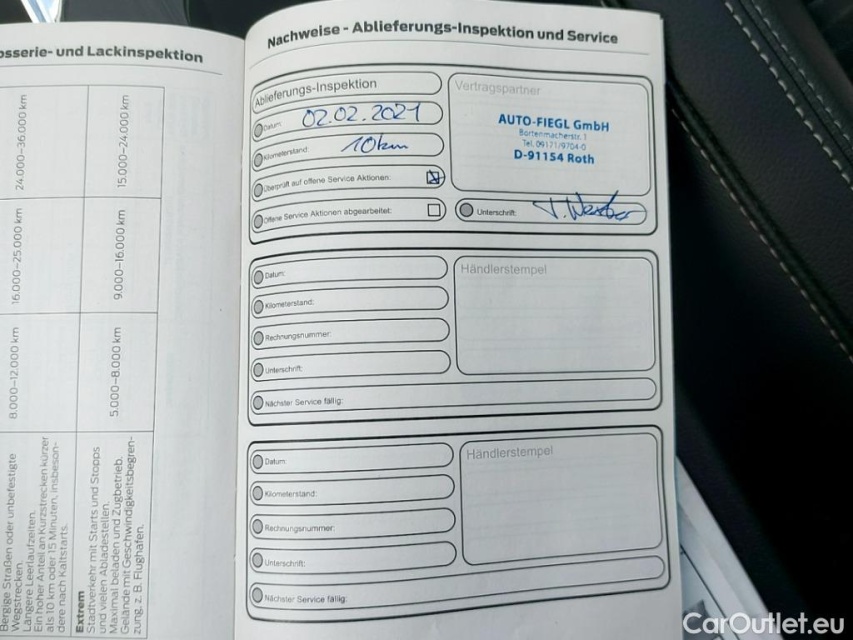 osserie- und Lackinspektion
24.000–36.000 km
15.000–24.000 km
16.000–25.000 km
9.000–16.000 km
8.000–12.000 km
5.000–8.000 km
Bergige Straßen oder unbefestigte
Wegstrecken.
Längere Leerlaufzeiten.
Ein hoher Anteil an Kurzstrecken kürzer
als 10 km oder 15 Minuten, insbeson-
dere nach Kaltstarts.
Extrem
Stadtverkehr mit Starts und Stopps
und vielen Abladestellen.
Maximal beladen und Zugbetrieb.
Gelände mit Geschwindigkeitsbegren-
zung, z. B. Flughafen.
Nachweise - Ablieferungs-Inspektion und Service
Ablieferungs-Inspektion
Datum: 02.02.2021
Kilometerstand: 10km
Überprüft auf offene Service Aktionen:
Offene Service Aktionen abgearbeitet:
Vertragspartner
AUTO-FIEGL GmbH
Bortenmacherstr. 1
Tel. 09171/9704-0
D-91154 Roth
Unterschrift:
Datum:
Kilometerstand:
Rechnungsnummer:
Unterschrift:
Nächster Service fällig:
Händlerstempel
Datum:
Kilometerstand:
Rechnungsnummer:
Unterschrift:
Nächster Service fällig:
Händlerstempel
CarOutlet.eu